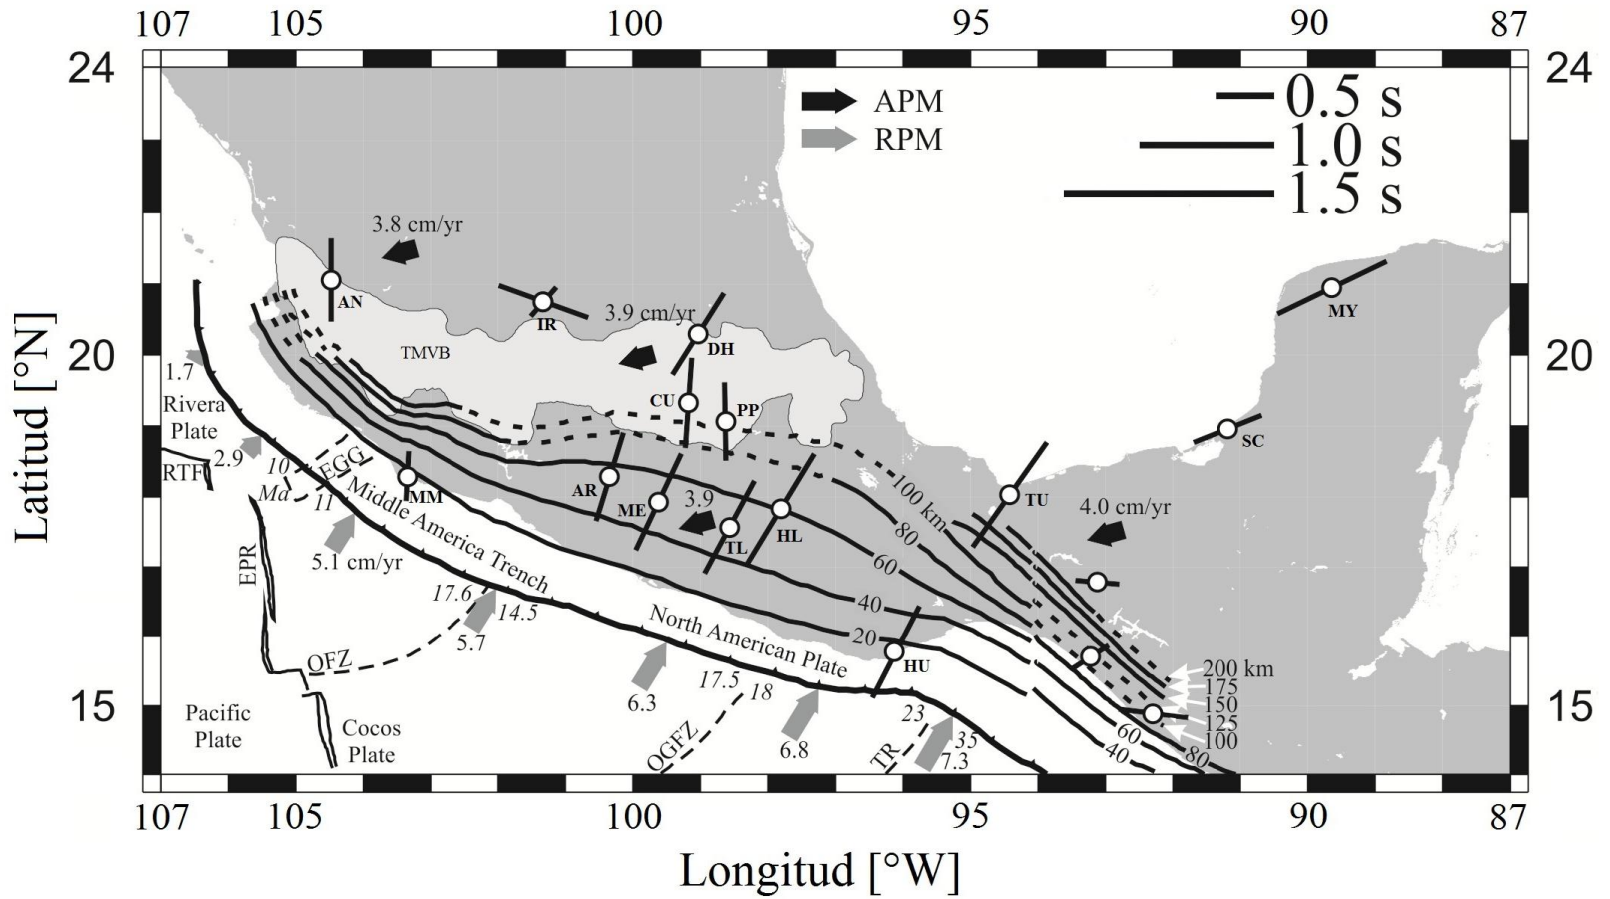 107 105 100 95 90 87
24 24
APM
RPM
0.5 s
1.0 s
1.5 s
3.8 cm/yr
AN
IR
3.9 cm/yr
DH
MY
TMVB
20 20
1.7
Rivera
Plate
CU
PP
SC
RTF
2.9
10
Ma
11
EGG
MM
AR
ME
3.9
TL
HL
100 km
80
60
40
20
TU
4.0 cm/yr
Middle America Trench
5.1 cm/yr
EPR
17.6
14.5
5.7
OFZ
North American Plate
HU
6.3
17.5
18
OGFZ
6.8
23
TR
35
7.3
200 km
175
150
125
100
60
40
80
15 15
Pacific
Plate
Cocos
Plate
107 105 100 95 90 87
Latitud [°N]
Longitud [°W]